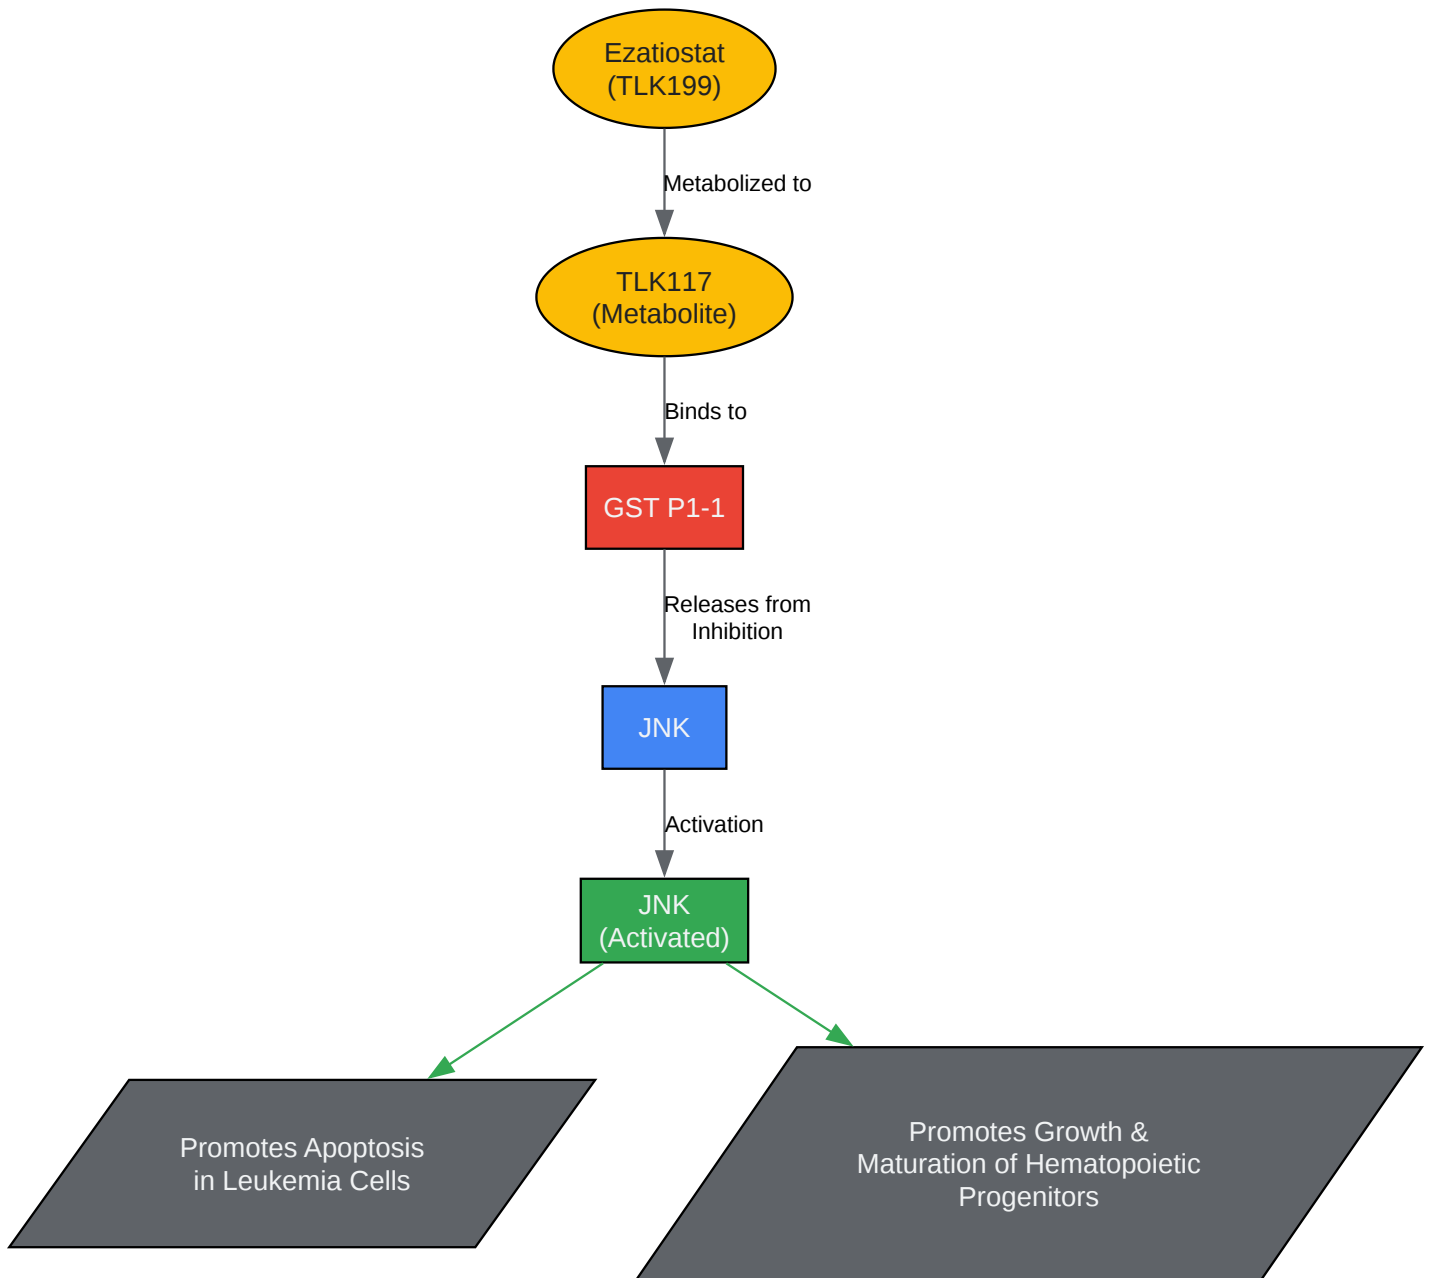 Ezatiostat
(TLK199)
Metabolized to
TLK117
(Metabolite)
Binds to
GST P1-1
Releases from
Inhibition
JNK
Activation
JNK
(Activated)
Promotes Apoptosis
in Leukemia Cells
Promotes Growth &
Maturation of Hematopoietic
Progenitors